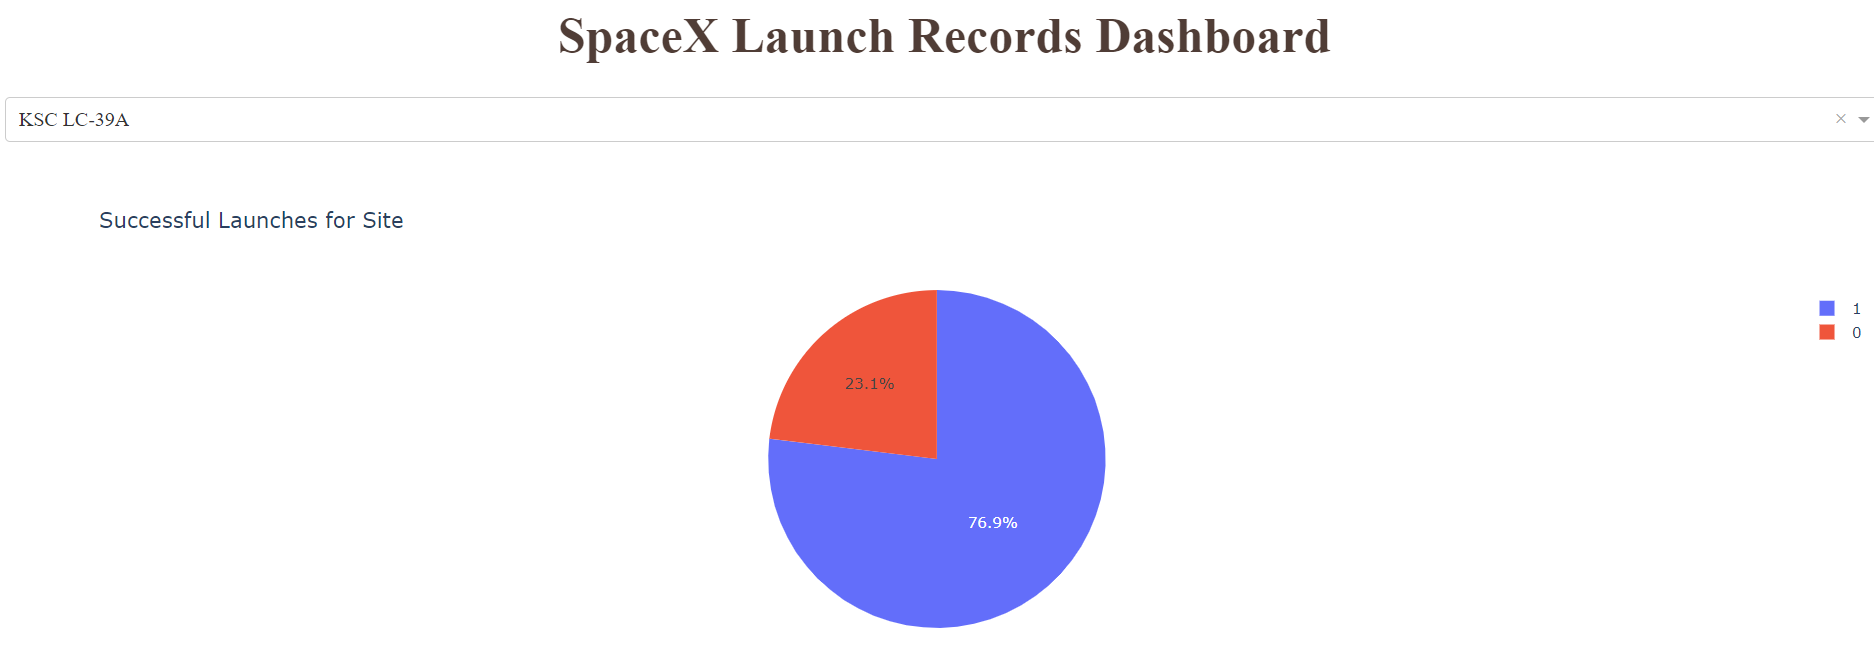 SpaceX Launch Records Dashboard
KSC LC-39A
×
Successful Launches for Site
1
0
23.1%
76.9%